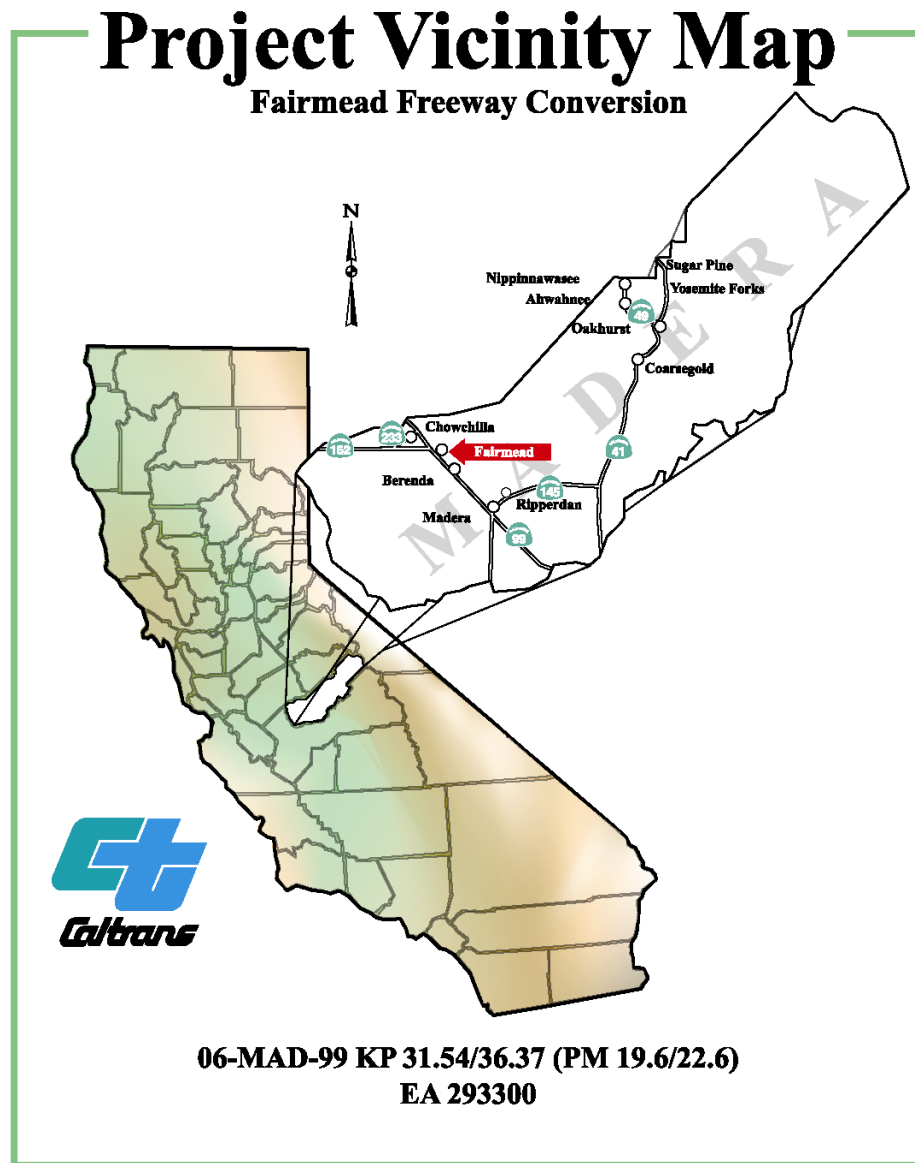 Project Vicinity Map
Fairmead Freeway Conversion
N
MADERA
Sugar Pine
Nippinnawasee
Yosemite Forks
Ahwahnee
49
Oakhurst
Coarsegold
Chowchilla
233
152
Fairmead
41
Berenda
145
Ripperdan
Madera
99
Caltrans
06-MAD-99 KP 31.54/36.37 (PM 19.6/22.6)
EA 293300